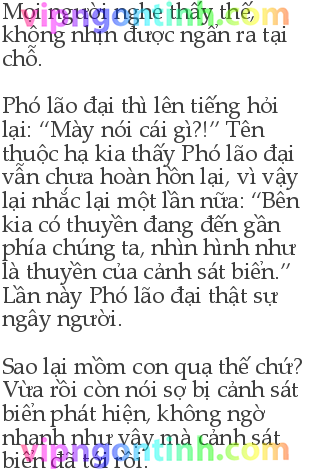 Mọi người nghe thấy thế,
không nhịn được ngẩn ra tại
chỗ.
Phó lão đại thì lên tiếng hỏi
lại: “Mày nói cái gì?!” Tên
thuộc hạ kia thấy Phó lão đại
vẫn chưa hoàn hồn lại, vì vậy
lại nhắc lại một lần nữa: “Bên
kia có thuyền đang đến gần
phía chúng ta, nhìn hình như
là thuyền của cảnh sát biển.”
Lần này Phó lão đại thật sự
ngây người.
Sao lại mồm con quạ thế chứ?
Vừa rồi còn nói sợ bị cảnh sát
biển phát hiện, không ngờ
nhanh như vậy mà cảnh sát
biển đã tới rồi.
vipngontinh.com
vipngontinh.com